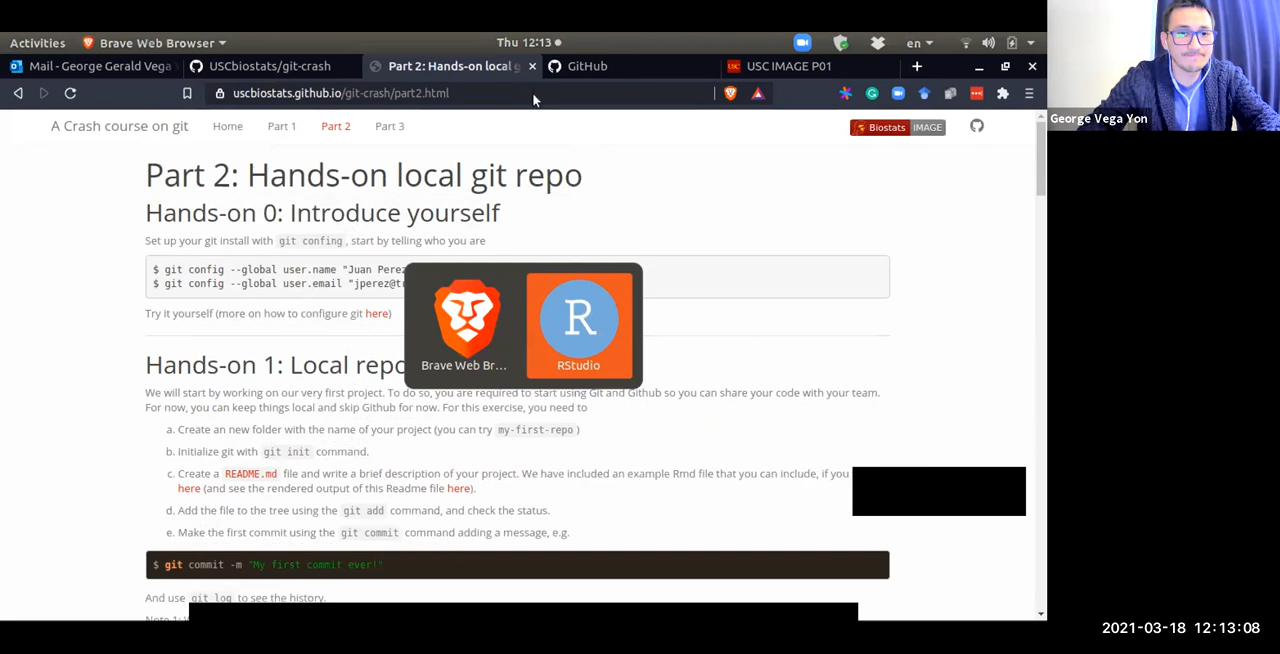 Activities Brave Web Browser Thu 12:13 en
Mail - George Gerald Vega USCbiostats/git-crash Part 2: Hands-on local g GitHub USC IMAGE P01
uscbiostats.github.io/git-crash/part2.html
George Vega Yon
A Crash course on git Home Part 1 Part 2 Part 3 Biostats IMAGE
Part 2: Hands-on local git repo
Hands-on 0: Introduce yourself
Set up your git install with git confing, start by telling who you are
$ git config --global user.name "Juan Perez
$ git config --global user.email "jperez@tr
Try it yourself (more on how to configure git here)
Brave Web Br... RStudio
Hands-on 1: Local repo
We will start by working on our very first project. To do so, you are required to start using Git and Github so you can share your code with your team.
For now, you can keep things local and skip Github for now. For this exercise, you need to
a. Create an new folder with the name of your project (you can try my-first-repo)
b. Initialize git with git init command.
c. Create a README.md file and write a brief description of your project. We have included an example Rmd file that you can include, if you
here (and see the rendered output of this Readme file here).
d. Add the file to the tree using the git add command, and check the status.
e. Make the first commit using the git commit command adding a message, e.g.
$ git commit -m "My first commit ever!"
And use git log to see the history.
Note 1:
2021-03-18 12:13:08